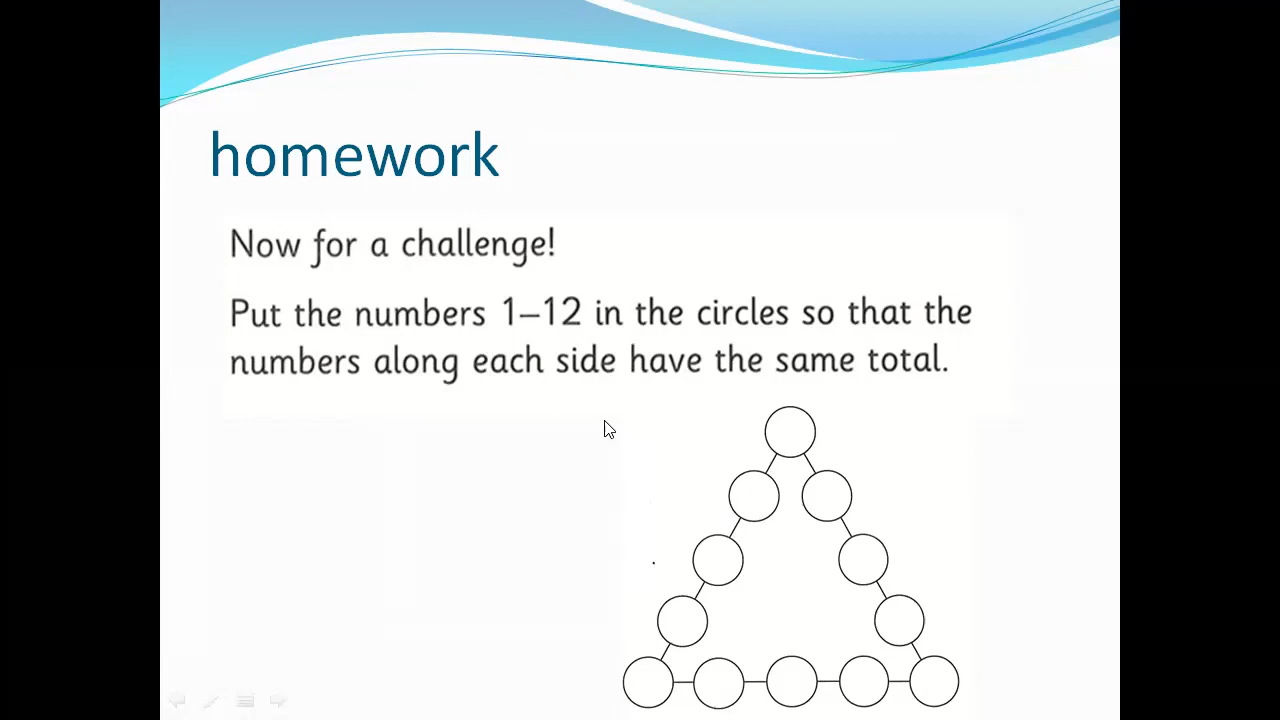 homework
Now for a challenge!
Put the numbers 1–12 in the circles so that the
numbers along each side have the same total.